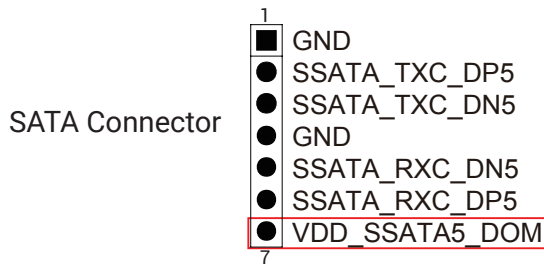 1
GND
SSATA_TXC_DP5
SSATA_TXC_DN5
SATA Connector
GND
SSATA_RXC_DN5
SSATA_RXC_DP5
VDD_SSATA5_DOM
7